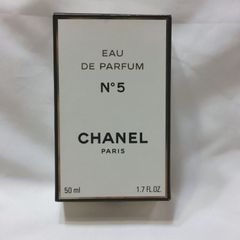 EAU
DE PARFUM
N°5
CHANEL
PARIS
50 ml 1.7 FL.OZ.